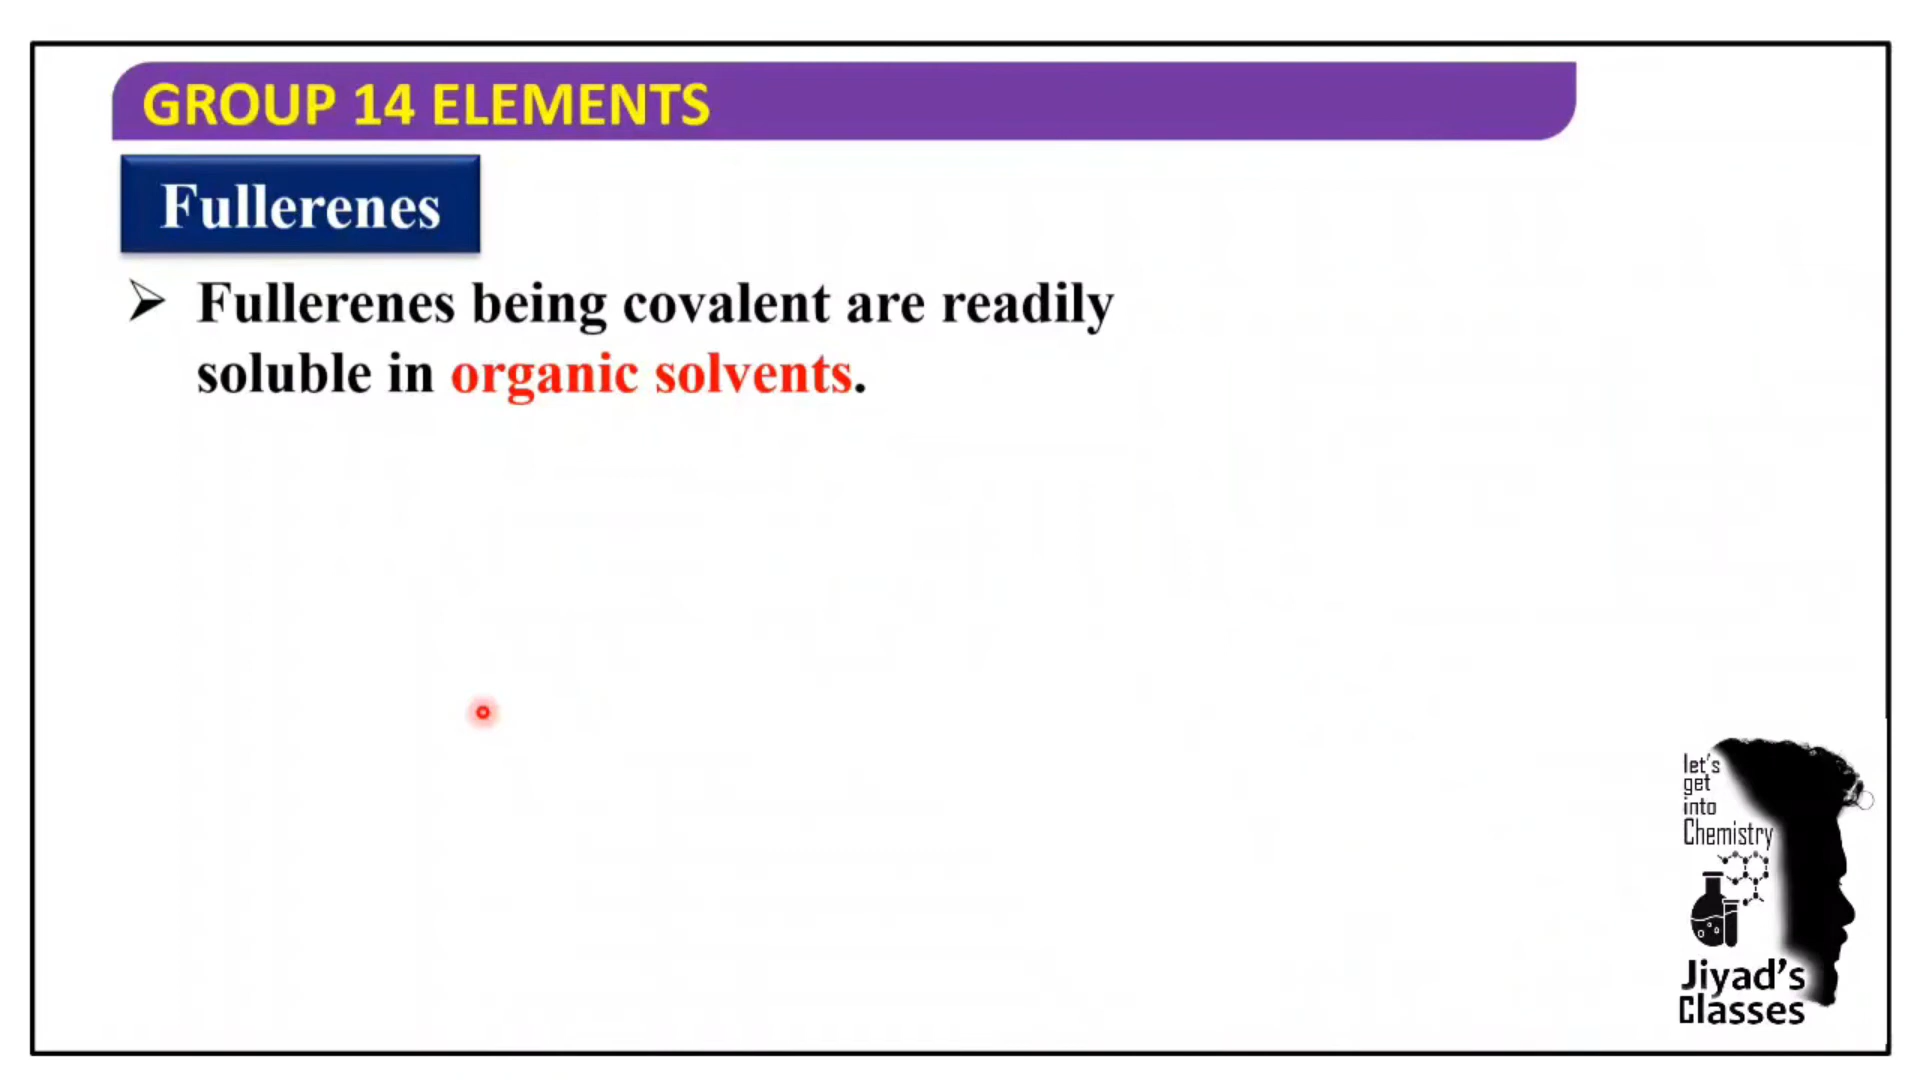 GROUP 14 ELEMENTS
Fullerenes
➢ Fullerenes being covalent are readily
soluble in organic solvents.
let's
get
into
Chemistry
Jiyad's
Classes